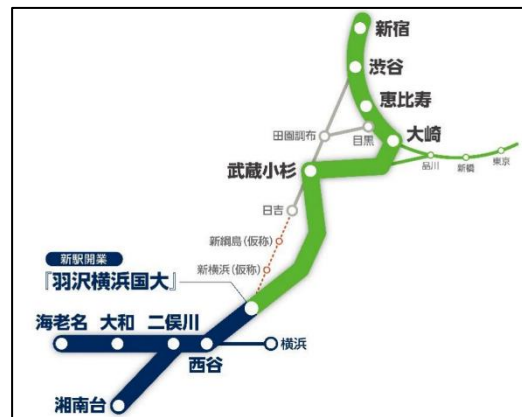 新宿
渋谷
恵比寿
田園調布
目黒
大崎
品川
新橋
東京
武蔵小杉
日吉
新綱島(仮称)
新駅開業
新横浜(仮称)
『羽沢横浜国大』
海老名
大和
二俣川
西谷
横浜
湘南台